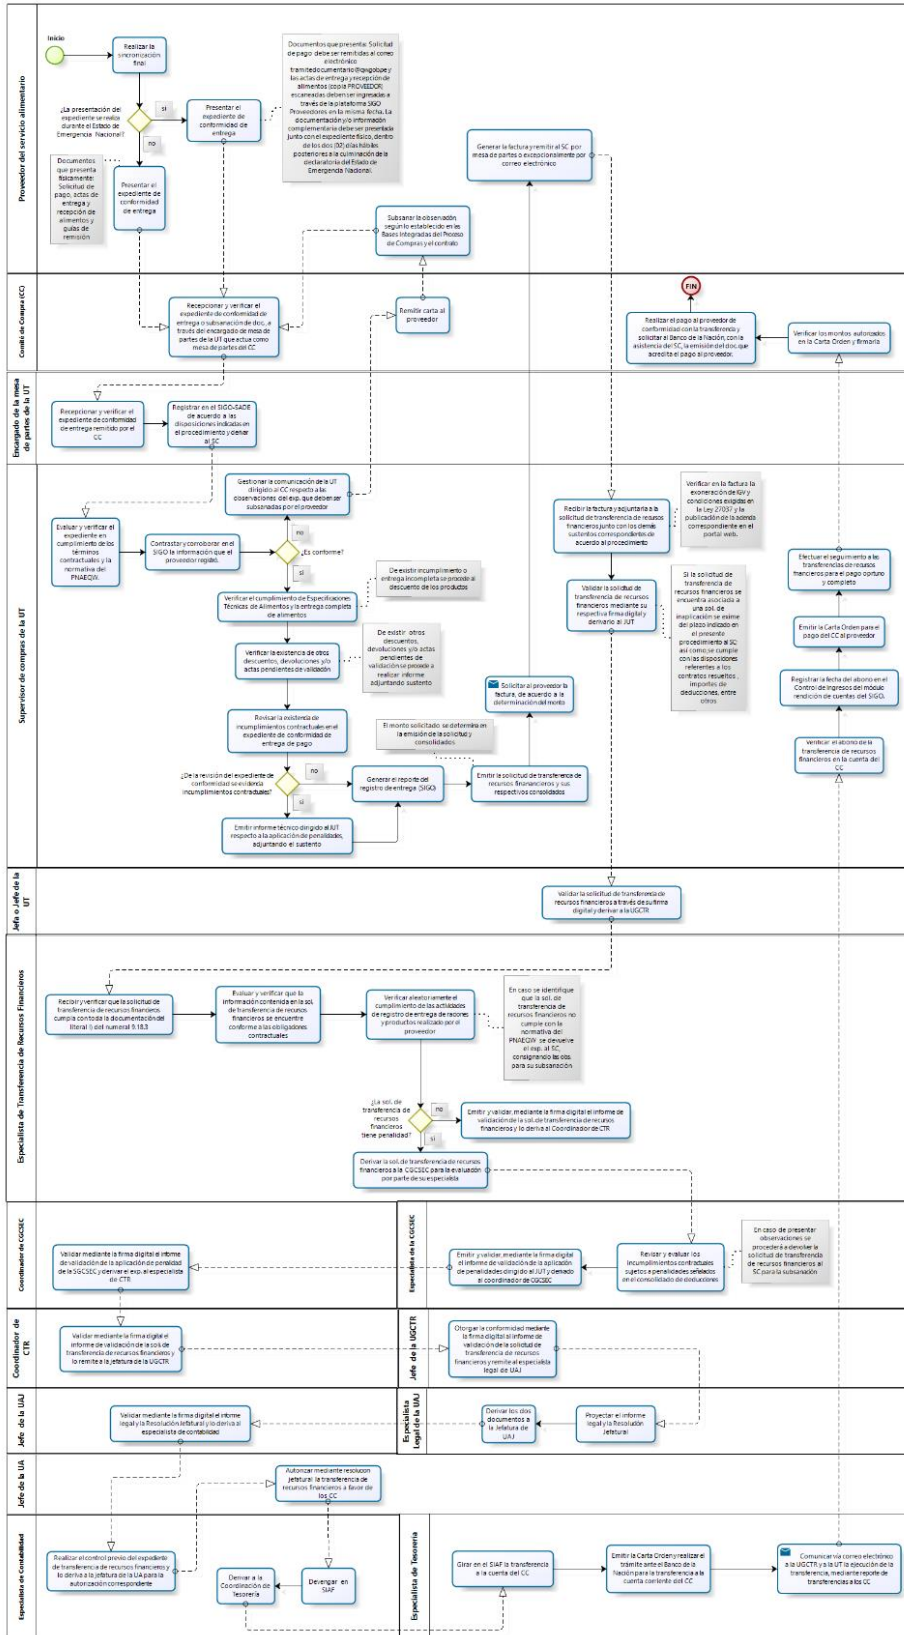 Proveedor del servicio alimentario
Inicio
Realizar la
sincronización
final
¿La presentación del
expediente se realiza
durante el Estado de
Emergencia Nacional?
si
no
Presentar el
expediente de
conformidad de
entrega
Documentos que presenta: Solicitud
de pago debe ser remitidas al correo
electrónico
y
las actas de entrega y recepción de
alimentos (copia PROVEEDOR)
escaneadas deben ser ingresadas a
través de la plataforma SIGO
Proveedores en la misma fecha. La
documentación y/o información
complementaria debe ser presentada
junto con el expediente físico, dentro
de los dos (02) días hábiles
posteriores a la culminación de la
declaratoria del Estado de
Emergencia Nacional.
Documentos
que presenta
físicamente:
Solicitud de
pago, actas de
entrega y
recepción de
alimentos y
guías de
remisión
Presentar el
expediente de
conformidad
de entrega
Generar la factura y remitir al SC por
mesa de partes o excepcionalmente por
correo electrónico
Subsanar la observación
según lo establecido en las
Bases Integradas del Proceso
de Compras y el contrato
Comité de Compra (CC)
Recepcionar y verificar el
expediente de conformidad de
entrega o subsanación de doc. a
través del encargado de mesa de
partes de la UT que actua como
mesa de partes del CC
Remitir carta al
proveedor
FIN
Realizar el pago al proveedor de
conformidad con la transferencia y
solicitar al Banco de la Nación, con la
asistencia del SC, la emisión del doc. que
acredita el pago al proveedor.
Verificar los montos autorizados
en la Carta Orden y firmarla
Encargado de la mesa
de partes de la UT
Recepcionar y verificar el
expediente de conformidad
de entrega remitido por el
CC
Registrar en el SIGO-SADE
de acuerdo a las
disposiciones indicadas en
el procedimiento y derivar
al SC
Supervisor de compras de la UT
Evaluar y verificar el
expediente en
cumplimiento de los
términos
contractuales y la
normativa del
PNAEQW.
Contrastar y corroborar en el
SIGO la información que el
proveedor registró.
Gestionar la comunicación de la UT
dirigido al CC respecto a las
observaciones del exp. que deben ser
subsanadas por el proveedor
no
¿Es conforme?
si
Verificar el cumplimiento de Especificaciones
Técnicas de Alimentos y la entrega completa
de alimentos
De existir incumplimiento o
entrega incompleta se procede al
descuento de los productos
Verificar la existencia de otros
descuentos, devoluciones y/o
actas pendientes de validación
De existir otros
descuentos,
devoluciones y/o
actas pendientes de
validación se procede a
realizar informe
adjuntando sustento
Revisar la existencia de
incumplimientos contractuales en el
expediente de conformidad de
entrega de pago
¿De la revisión del expediente de
conformidad se evidencia
incumplimientos contractuales?
no
si
Emitir informe técnico dirigido al JUT
respecto a la aplicación de penalidades,
adjuntando el sustento
Generar el reporte del
registro de entrega (SIGO)
El monto solicitado se determina en
la emisión de la solicitud y
consolidados
Emitir la solicitud de transferencia de
recursos finanancieros y sus
respectivos consolidados
Solicitar al proveedor la
factura, de acuerdo a la
determinación del monto
Recibir la factura y adjuntarla a la
solicitud de transferencia de recursos
financieros junto con los demás
sustentos correspondientes de
acuerdo al procedimiento
Verificar en la factura la
exoneración de IGV y
condiciones exigidas en
la Ley 27037 y la
publicación de la adenda
correspondiente en el
portal web.
Validar la solicitud de
transferencia de recursos
financieros mediante su
respectiva firma digital y
derivarlo al JUT
Si la solicitud de
transferencia de recursos
financieros se
encuentra asociada a
una sol. de
inaplicación se exime
del plazo indicado en
el presente
procedimiento al SC;
así como, se cumple
con las disposiciones
referentes a los
contratos resueltos,
importes de
deducciones, entre
otros
Efectuar el seguimiento a las
transferencias de recursos
financieros para el pago oportuno y
completo
Emitir la Carta Orden para el
pago del CC al proveedor
Registrar la fecha del abono en el
Control de Ingresos del módulo
rendición de cuentas del SIGO.
Verificar el abono de la
transferencia de recursos
financieros en la cuenta del
CC
Jefa o Jefe de la
UT
Validar la solicitud de transferencia de
recursos financieros a través de su firma
digital y derivar a la UGCTR
Especialista de Transferencia de Recursos Financieros
Recibir y verificar que la solicitud de
transferencia de recursos financieros
cumpla con toda la documentación del
literal i) del numeral 9.18.3
Evaluar y verificar que la
información contenida en la sol.
de transferencia de recursos
financieros se encuentre
conforme a las obligaciones
contractuales
Verificar aleatoriamente el
cumplimiento de las actividades
de registro de entrega de raciones
y productos realizado por el
proveedor
En caso se identifique
que la sol. de
transferencia de
recursos financieros no
cumple con la
normativa del
PNAEQW se devuelve
el exp. al SC,
consignando las obs.
para su subsanación
¿La sol. de
transferencia de
recursos
financieros
tiene penalidad?
no
si
Emitir y validar, mediante la firma digital el informe de
validación de la sol. de transferencia de recursos
financieros y lo deriva al Coordinador de CTR
Derivar la sol. de transferencia de recursos
financieros a la CGCSEC para la evaluación
por parte de su especialista
Coordinador de CGCSEC
Validar mediante la firma digital el informe
de validación de la aplicación de penalidad
de la SGCSEC y derivar el exp. al especialista
de CTR
Especialista de la CGCSEC
Emitir y validar, mediante la firma digital
el informe de validación de la aplicación
de penalidades dirigido al JUT y derivado
al coordinador de CGCSEC
Revisar y evaluar los
incumplimientos contractuales
sujetos a penalidades señalados
en el consolidado de deducciones
En caso de presentar
observaciones se
procederá a devolver la
solicitud de transferencia
de recursos financieros al
SC para la subsanación
Coordinador de
CTR
Validar mediante la firma digital el
informe de validación de la sol. de
transferencia de recursos financieros y
lo remite a la jefatura de la UGCTR
Jefe de la UGCTR
Otorgar la conformidad mediante
la firma digital al informe de
validación de la solicitud de
transferencia de recursos
financieros y remite al especialista
legal de UAJ
Jefe de la UAJ
Validar mediante la firma digital el informe
legal y la Resolución Jefatural y lo deriva al
especialista de contabilidad
Especialista
Legal de la UAJ
Derivar los dos
documentos a
la Jefatura de
UAJ
Proyectar el informe
legal y la Resolución
Jefatural
Jefe de la UA
Autorizar mediante resolucion
jefatural la transferencia de
recursos financieros a favor de
los CC
Especialista de Contabilidad
Realizar el control previo del expediente
de transferencia de recursos financieros y
lo deriva a la jefatura de la UA para la
autorización correspondiente
Derivar a la
Coordinación de
Tesorería
Devengar en
SIAF
Especialista de Tesorería
Girar en el SIAF la transferencia
a la cuenta del CC
Emitir la Carta Orden y realizar el
trámite ante el Banco de la
Nación para la transferencia a la
cuenta corriente del CC
Comunicar vía correo electrónico
a la UGCTR y a la UT la ejecución de la
transferencia, mediante reporte de
transferencias a los CC